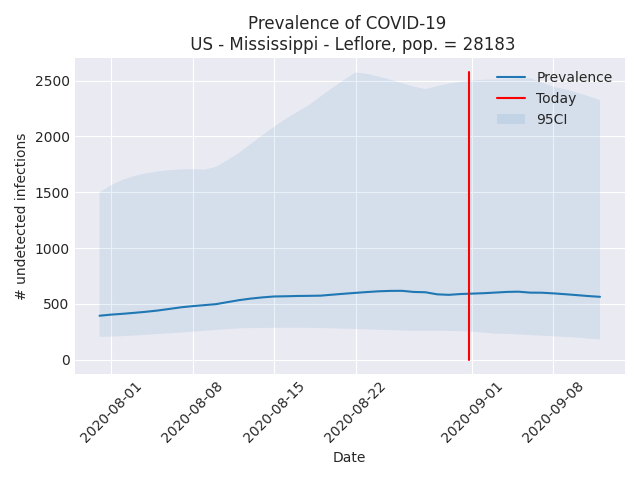 Prevalence of COVID-19
US - Mississippi - Leflore, pop. = 28183
Prevalence
Today
95CI
# undetected infections
2500
2000
1500
1000
500
0
2020-08-01
2020-08-08
2020-08-15
2020-08-22
2020-09-01
2020-09-08
Date